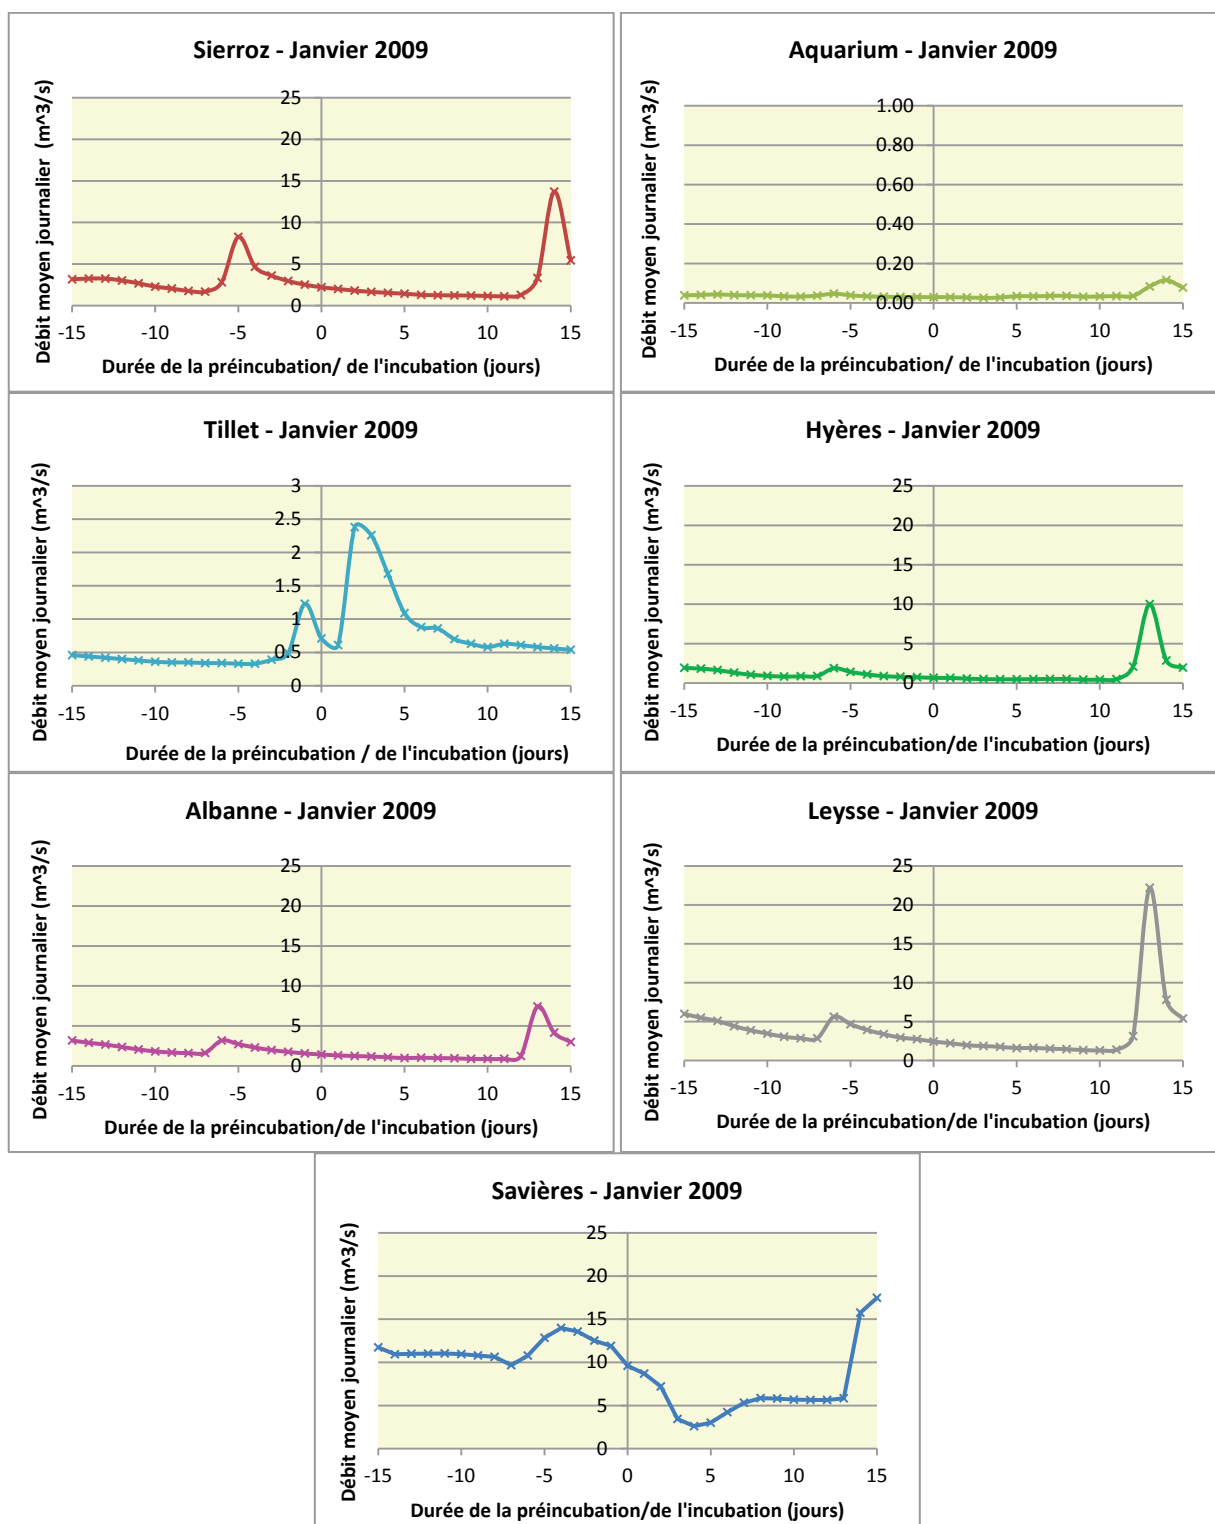 Sierroz - Janvier 2009
Débit moyen journalier (m^3/s)
25
20
15
10
5
0
-15 -10 -5 0 5 10 15
Durée de la préincubation/ de l'incubation (jours)
Aquarium - Janvier 2009
Débit moyen journalier (m^3/s)
1.00
0.80
0.60
0.40
0.20
0.00
-15 -10 -5 0 5 10 15
Durée de la préincubation/ de l'incubation (jours)
Tillet - Janvier 2009
Débit moyen journalier (m^3/s)
3
2.5
2
1.5
1
0.5
0
-15 -10 -5 0 5 10 15
Durée de la préincubation / de l'incubation (jours)
Hyères - Janvier 2009
Débit moyen journalier (m^3/s)
25
20
15
10
5
0
-15 -10 -5 0 5 10 15
Durée de la préincubation/de l'incubation (jours)
Albanne - Janvier 2009
Débit moyen journalier (m^3/s)
25
20
15
10
5
0
-15 -10 -5 0 5 10 15
Durée de la préincubation/de l'incubation (jours)
Leysse - Janvier 2009
Débit moyen journalier (m^3/s)
25
20
15
10
5
0
-15 -10 -5 0 5 10 15
Durée de la préincubation/de l'incubation (jours)
Savières - Janvier 2009
Débit moyen journalier (m^3/s)
25
20
15
10
5
0
-15 -10 -5 0 5 10 15
Durée de la préincubation/de l'incubation (jours)